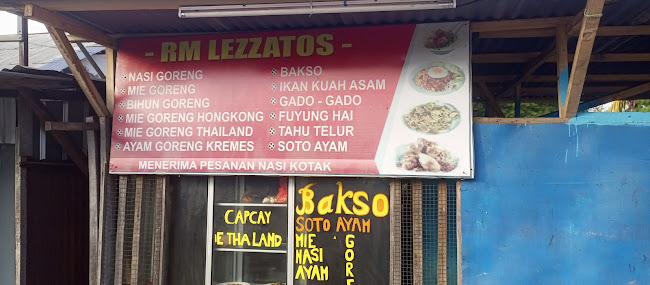 - RM LEZZATOS -
NASI GORENG
MIE GORENG
BIHUN GORENG
MIE GORENG HONGKONG
MIE GORENG THAILAND
AYAM GORENG KREMES
BAKSO
IKAN KUAH ASAM
GADO - GADO
FUYUNG HAI
TAHU TELUR
SOTO AYAM
MENERIMA PESANAN NASI KOTAK
CAPCAY
E THALAND
Bakso
SOTO AYAM
MIE
NASI
AYAM
GORE